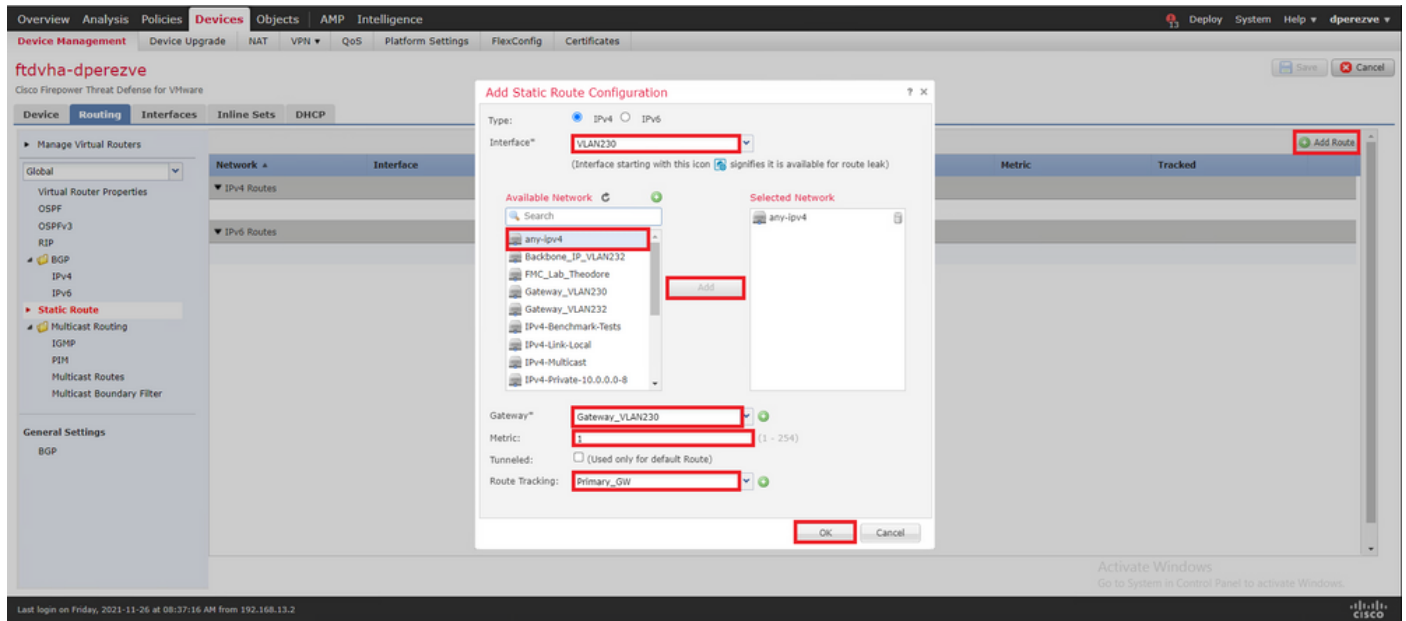 Overview Analysis Policies Devices Objects AMP Intelligence
13 Deploy System Help dperezve
Device Management Device Upgrade NAT VPN QoS Platform Settings FlexConfig Certificates
ftdvha-dperezve
Save Cancel
Cisco Firepower Threat Defense for VMware
Device Routing Interfaces Inline Sets DHCP
Manage Virtual Routers
Global
Virtual Router Properties
OSPF
OSPFv3
RIP
BGP
IPv4
IPv6
Static Route
Multicast Routing
IGMP
PIM
Multicast Routes
Multicast Boundary Filter
General Settings
BGP
Add Route
Network Interface Metric Tracked
IPv4 Routes
IPv6 Routes
Add Static Route Configuration ?
Type: IPv4 IPv6
Interface* VLAN230
(Interface starting with this icon signifies it is available for route leak)
Available Network
Selected Network
Search
any-ipv4
Backbone_IP_VLAN232
FMC_Lab_Theodore
Gateway_VLAN230
Gateway_VLAN232
IPv4-Benchmark-Tests
IPv4-Link-Local
IPv4-Multicast
IPv4-Private-10.0.0.0-8
Add
any-ipv4
Gateway* Gateway_VLAN230
Metric: 1 (1 - 254)
Tunneled: (Used only for default Route)
Route Tracking: Primary_GW
OK Cancel
Activate Windows
Go to System in Control Panel to activate Windows.
Last login on Friday, 2021-11-26 at 08:37:16 AM from 192.168.13.2
CISCO